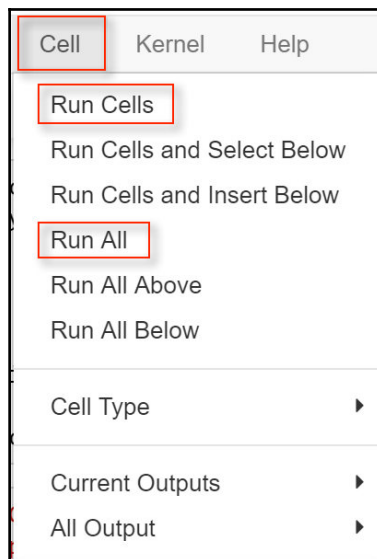 Cell Kernel Help
Run Cells
Run Cells and Select Below
Run Cells and Insert Below
Run All
Run All Above
Run All Below
Cell Type
Current Outputs
All Output